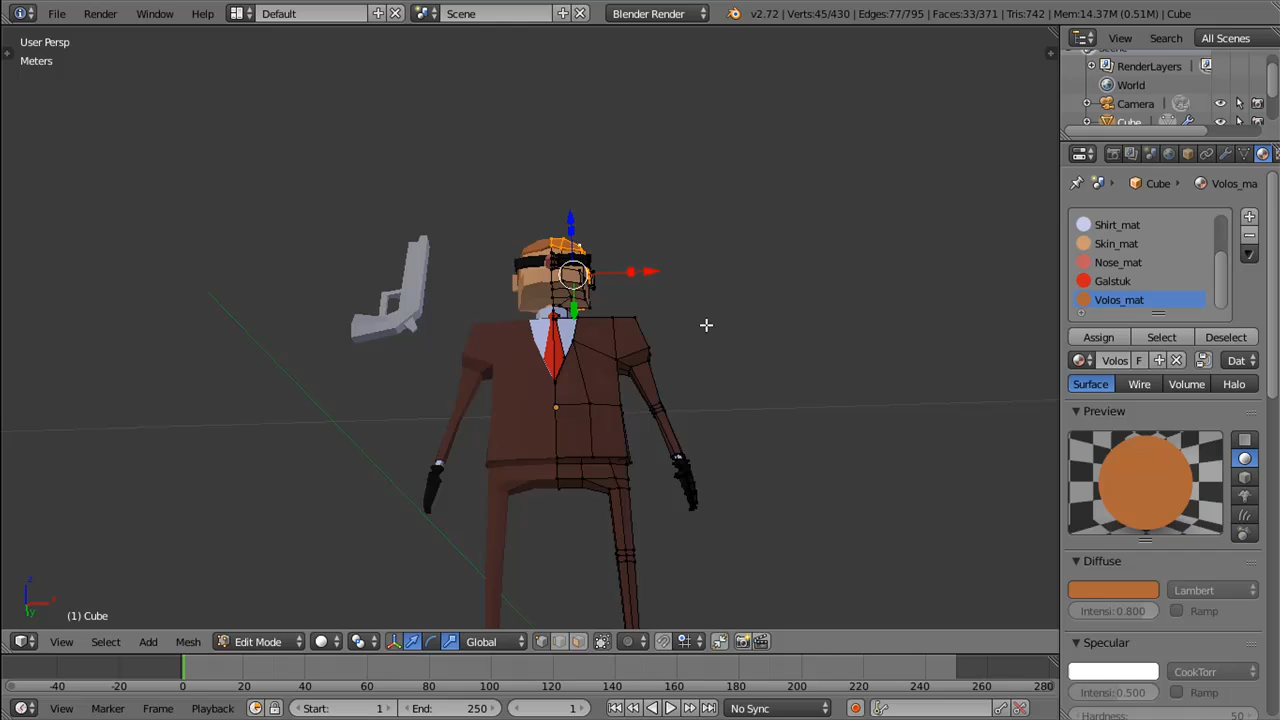 File Render Window Help Default Scene Blender Render v2.72 | Verts:45/430 | Edges:77/795 | Faces:33/371 | Tris:742 | Mem:14.37M (0.51M) | Cube
User Persp
Meters
(1) Cube
View Search All Scenes
RenderLayers
World
Camera
Cube
Cube Volos_ma
Shirt_mat
Skin_mat
Nose_mat
Galstuk
Volos_mat
Assign Select Deselect
Volos F Dat
Surface Wire Volume Halo
Preview
Diffuse
Lambert
Intensi: 0.800 Ramp
Specular
CookTorr
Intensi: 0.500 Ramp
Hardness: 50
View Select Add Mesh Edit Mode Global
-40 -20 0 20 40 60 80 100 120 140 160 180 200 220 240 260 280
View Marker Frame Playback Start: 1 End: 250 1 No Sync